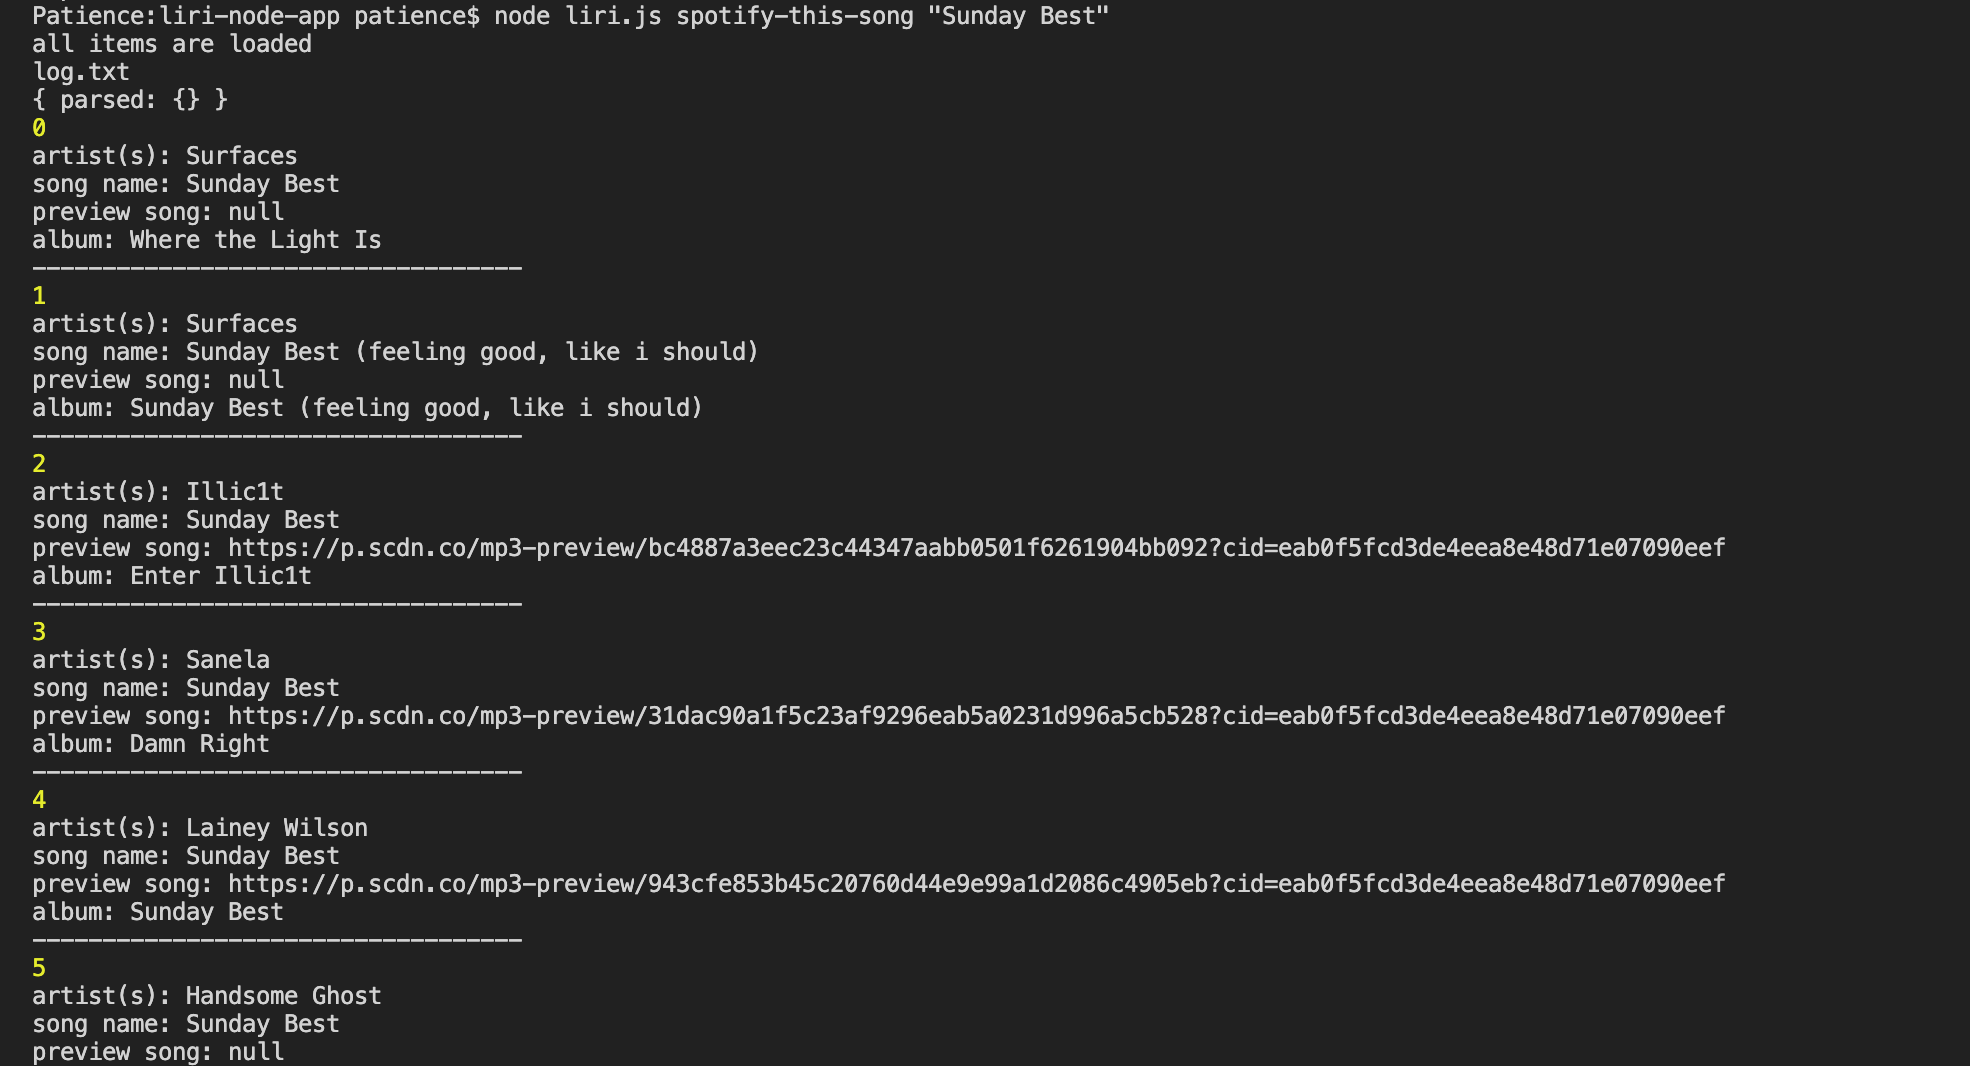 Patience:liri-node-app patience$ node liri.js spotify-this-song "Sunday Best"
all items are loaded
log.txt
{ parsed: {} }
0
artist(s): Surfaces
song name: Sunday Best
preview song: null
album: Where the Light Is
-----------------------------------
1
artist(s): Surfaces
song name: Sunday Best (feeling good, like i should)
preview song: null
album: Sunday Best (feeling good, like i should)
-----------------------------------
2
artist(s): Illic1t
song name: Sunday Best
preview song: https://p.scdn.co/mp3-preview/bc4887a3eec23c44347aabb0501f6261904bb092?cid=eab0f5fcd3de4eea8e48d71e07090eef
album: Enter Illic1t
-----------------------------------
3
artist(s): Sanela
song name: Sunday Best
preview song: https://p.scdn.co/mp3-preview/31dac90a1f5c23af9296eab5a0231d996a5cb528?cid=eab0f5fcd3de4eea8e48d71e07090eef
album: Damn Right
-----------------------------------
4
artist(s): Lainey Wilson
song name: Sunday Best
preview song: https://p.scdn.co/mp3-preview/943cfe853b45c20760d44e9e99a1d2086c4905eb?cid=eab0f5fcd3de4eea8e48d71e07090eef
album: Sunday Best
-----------------------------------
5
artist(s): Handsome Ghost
song name: Sunday Best
preview song: null